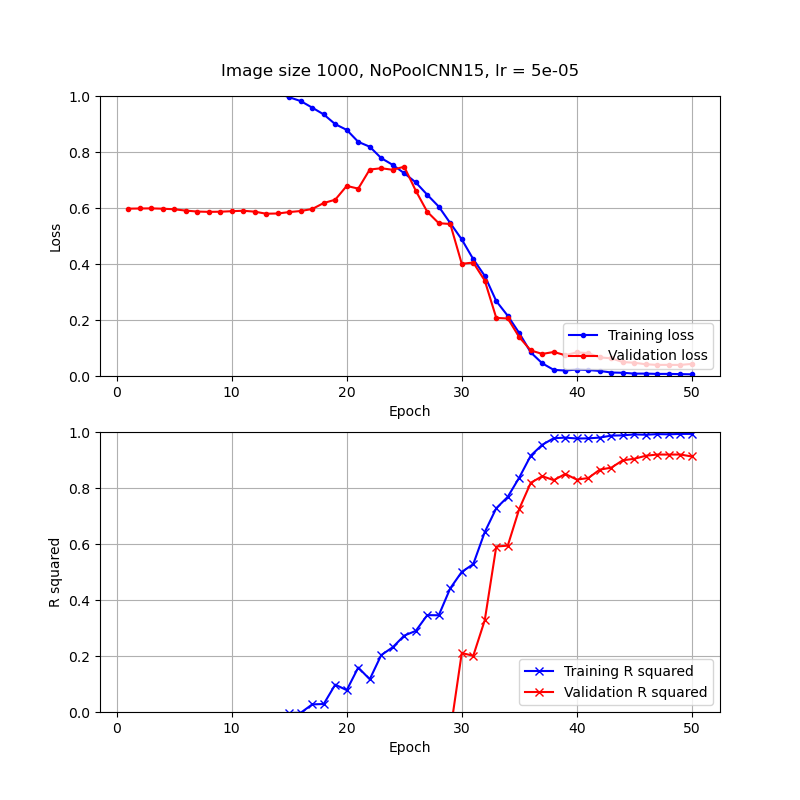 Image size 1000, NoPoolCNN15, lr = 5e-05
1.0
0.8
0.6
0.4
0.2
0.0
Loss
Training loss
Validation loss
0 10 20 30 40 50
Epoch
1.0
0.8
0.6
0.4
0.2
0.0
R squared
Training R squared
Validation R squared
0 10 20 30 40 50
Epoch